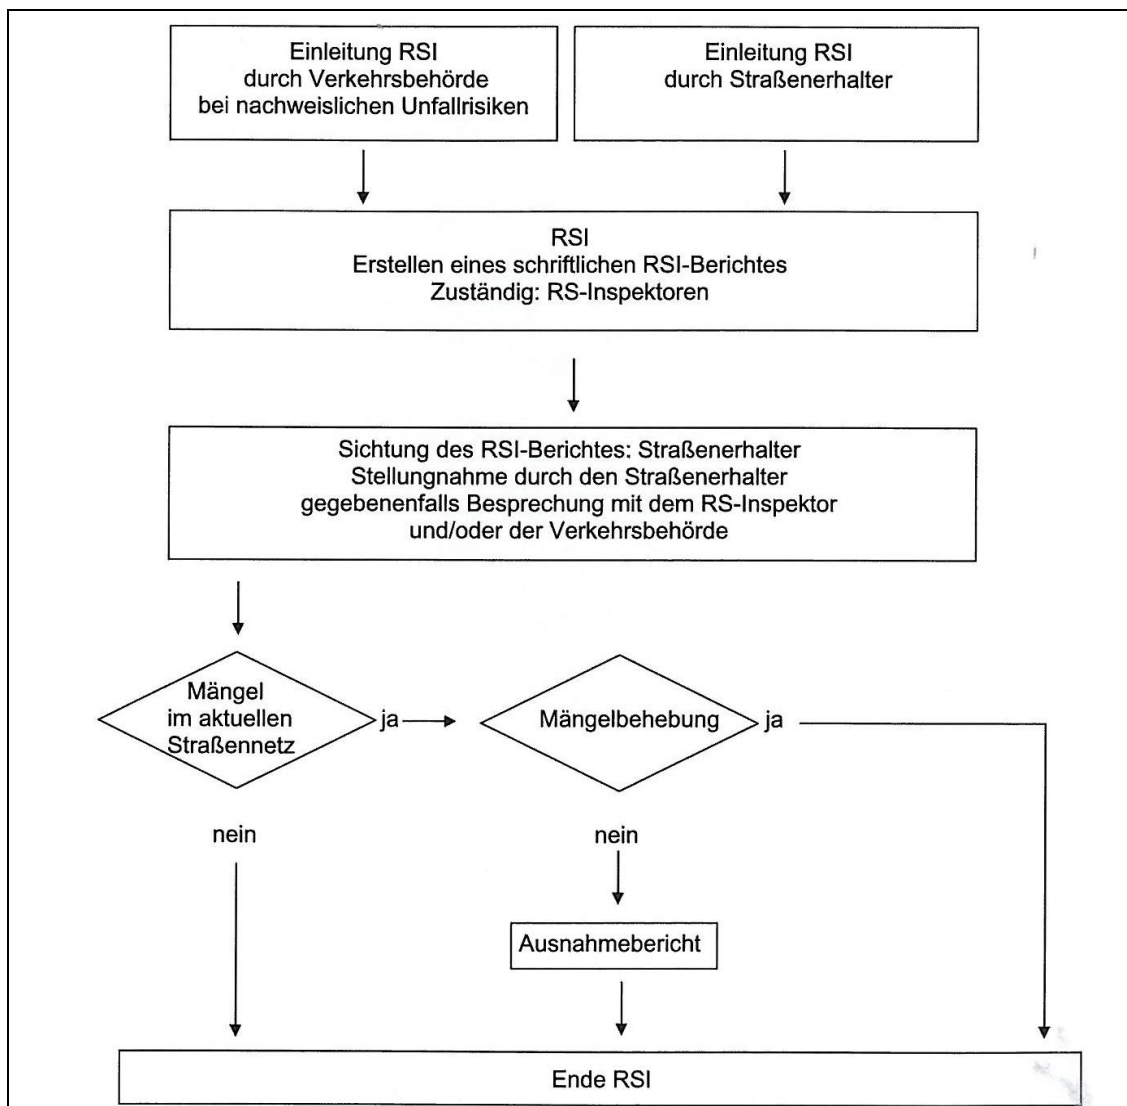 Einleitung RSI
durch Verkehrsbehörde
bei nachweislichen Unfallrisiken
Einleitung RSI
durch Straßenerhalter
RSI
Erstellen eines schriftlichen RSI-Berichtes
Zuständig: RS-Inspektoren
Sichtung des RSI-Berichtes: Straßenerhalter
Stellungnahme durch den Straßenerhalter
gegebenenfalls Besprechung mit dem RS-Inspektor
und/oder der Verkehrsbehörde
Mängel
im aktuellen
Straßennetz
ja
Mängelbehebung
ja
nein
nein
Ausnahmebericht
Ende RSI